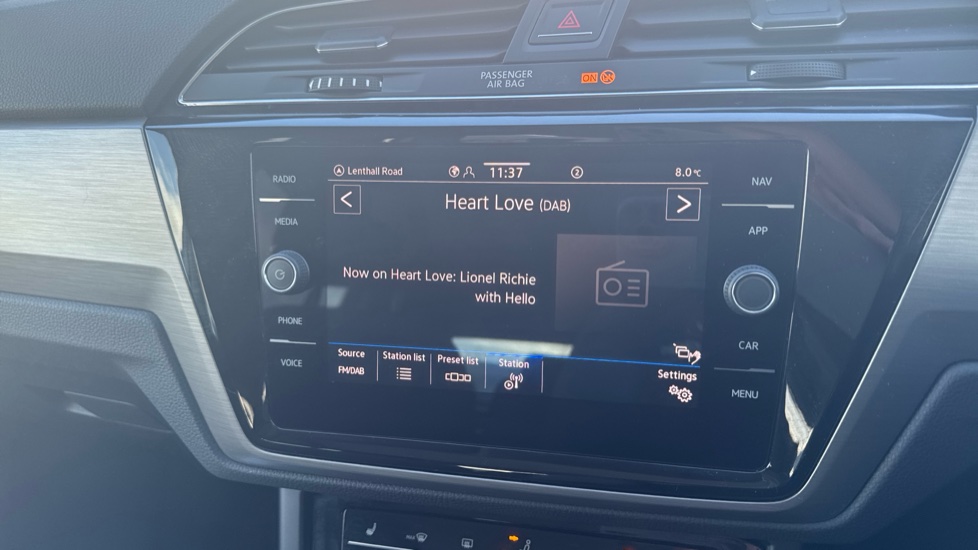 PASSENGER
AIR BAG
ON
RADIO
MEDIA
PHONE
VOICE
Lenthall Road
11:37
2
8.0°C
Heart Love (DAB)
Now on Heart Love: Lionel Richie
with Hello
Source
FM/DAB
Station list
Preset list
Station
Settings
NAV
APP
CAR
MENU